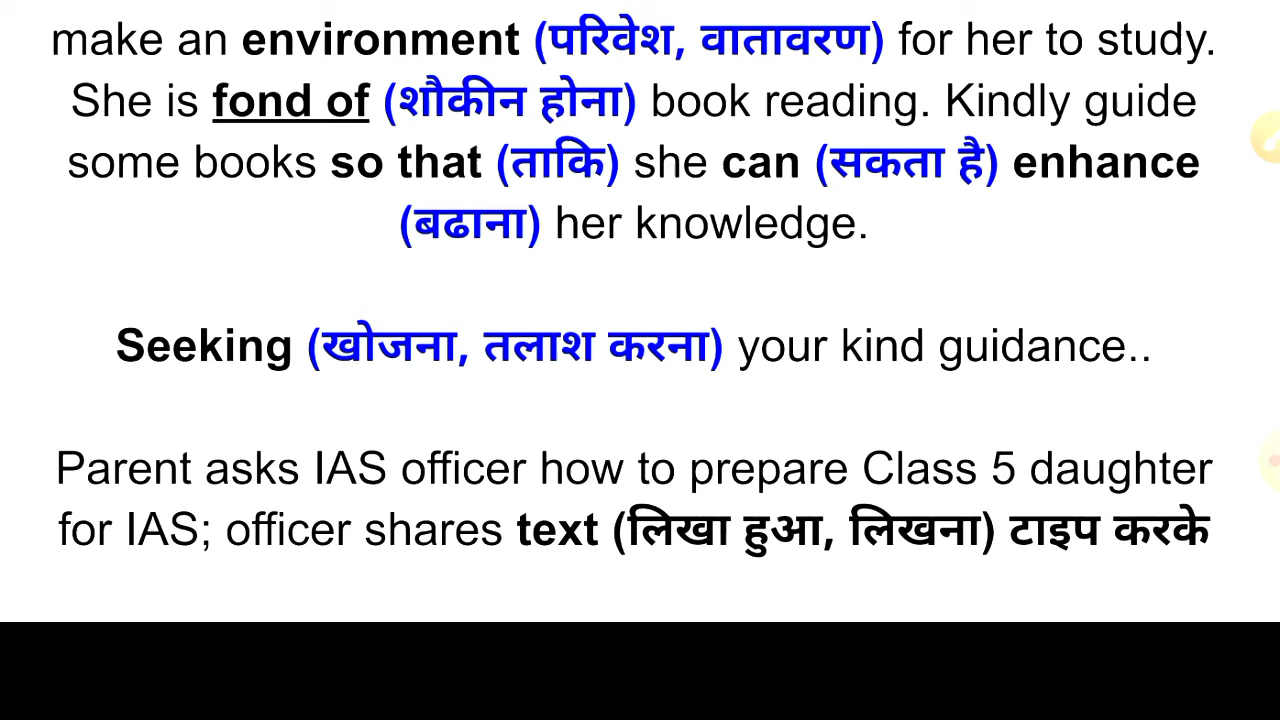 make an environment (परिवेश, वातावरण) for her to study.
She is fond of (शौकीन होना) book reading. Kindly guide
some books so that (ताकि) she can (सकता है) enhance
(बढाना) her knowledge.
Seeking (खोजना, तलाश करना) your kind guidance..
Parent asks IAS officer how to prepare Class 5 daughter
for IAS; officer shares text (लिखा हुआ, लिखना) टाइप करके